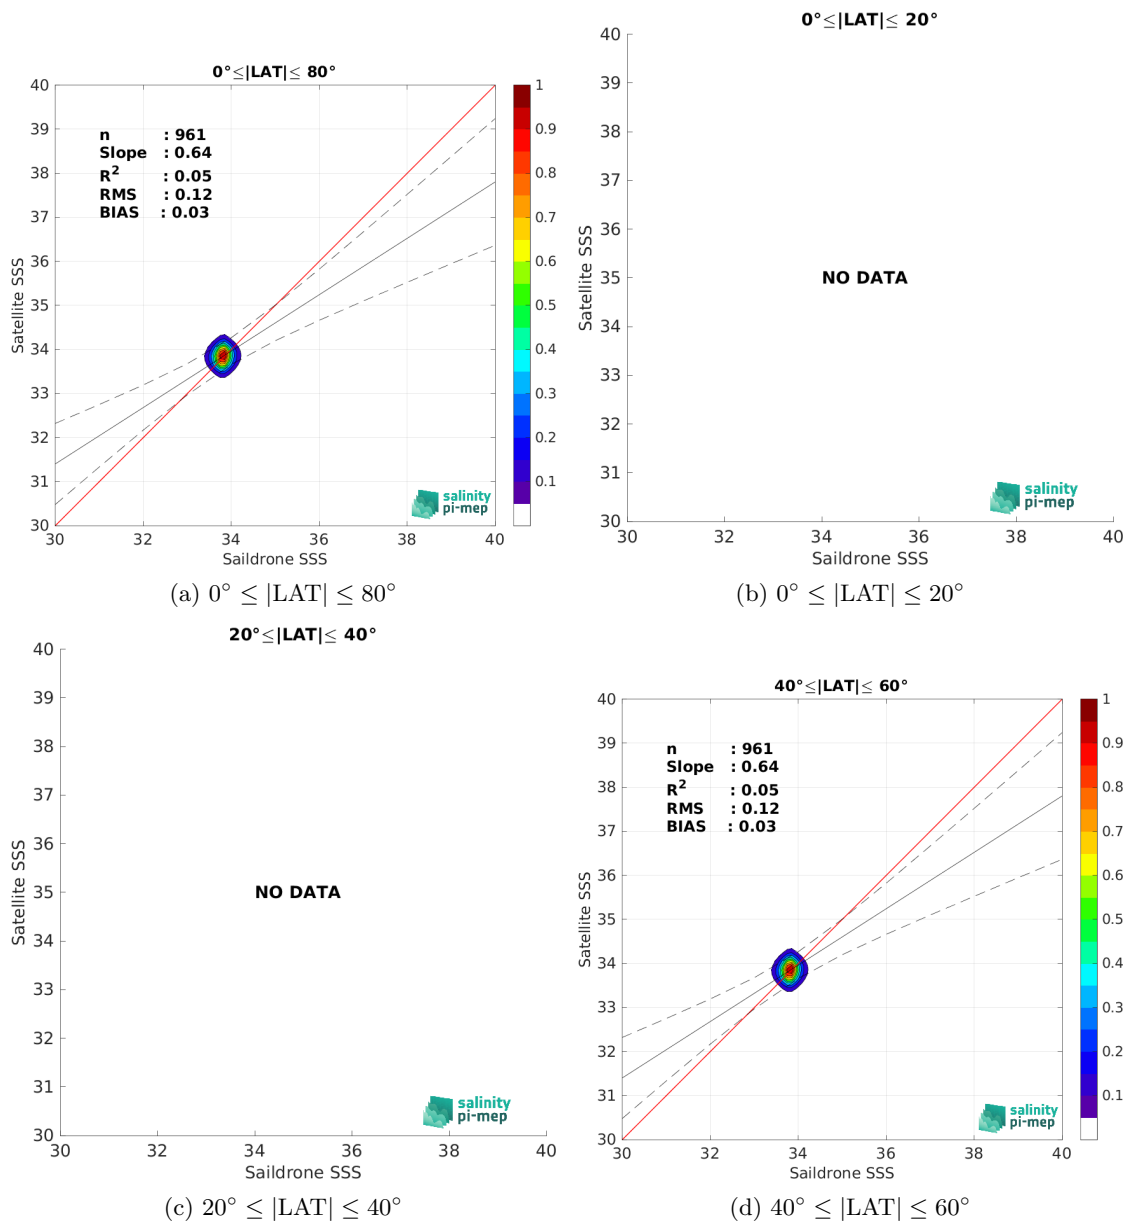 0°≤|LAT|≤ 80°
40
39
38
37
36
35
34
33
32
31
30
Satellite SSS
n : 961
Slope : 0.64
R² : 0.05
RMS : 0.12
BIAS : 0.03
salinity
pi-mep
30 32 34 36 38 40
Saildrone SSS
1
0.9
0.8
0.7
0.6
0.5
0.4
0.3
0.2
0.1
(a) 0° ≤ |LAT| ≤ 80°
0°≤|LAT|≤ 20°
40
39
38
37
36
35
34
33
32
31
30
Satellite SSS
NO DATA
salinity
pi-mep
30 32 34 36 38 40
Saildrone SSS
(b) 0° ≤ |LAT| ≤ 20°
20°≤|LAT|≤ 40°
40
39
38
37
36
35
34
33
32
31
30
Satellite SSS
NO DATA
salinity
pi-mep
30 32 34 36 38 40
Saildrone SSS
(c) 20° ≤ |LAT| ≤ 40°
40°≤|LAT|≤ 60°
40
39
38
37
36
35
34
33
32
31
30
Satellite SSS
n : 961
Slope : 0.64
R² : 0.05
RMS : 0.12
BIAS : 0.03
salinity
pi-mep
30 32 34 36 38 40
Saildrone SSS
1
0.9
0.8
0.7
0.6
0.5
0.4
0.3
0.2
0.1
(d) 40° ≤ |LAT| ≤ 60°